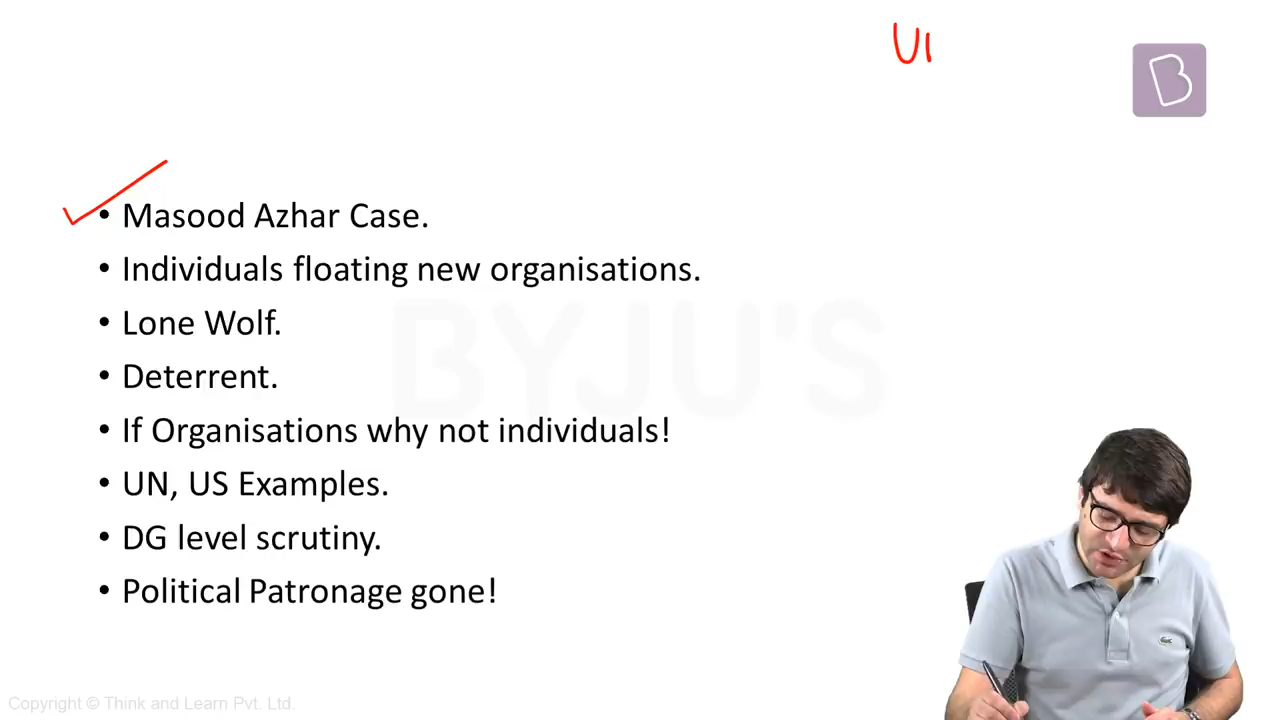 UI
• Masood Azhar Case.
• Individuals floating new organisations.
• Lone Wolf.
• Deterrent.
• If Organisations why not individuals!
• UN, US Examples.
• DG level scrutiny.
• Political Patronage gone!
BYJU'S
Copyright © Think and Learn Pvt. Ltd.